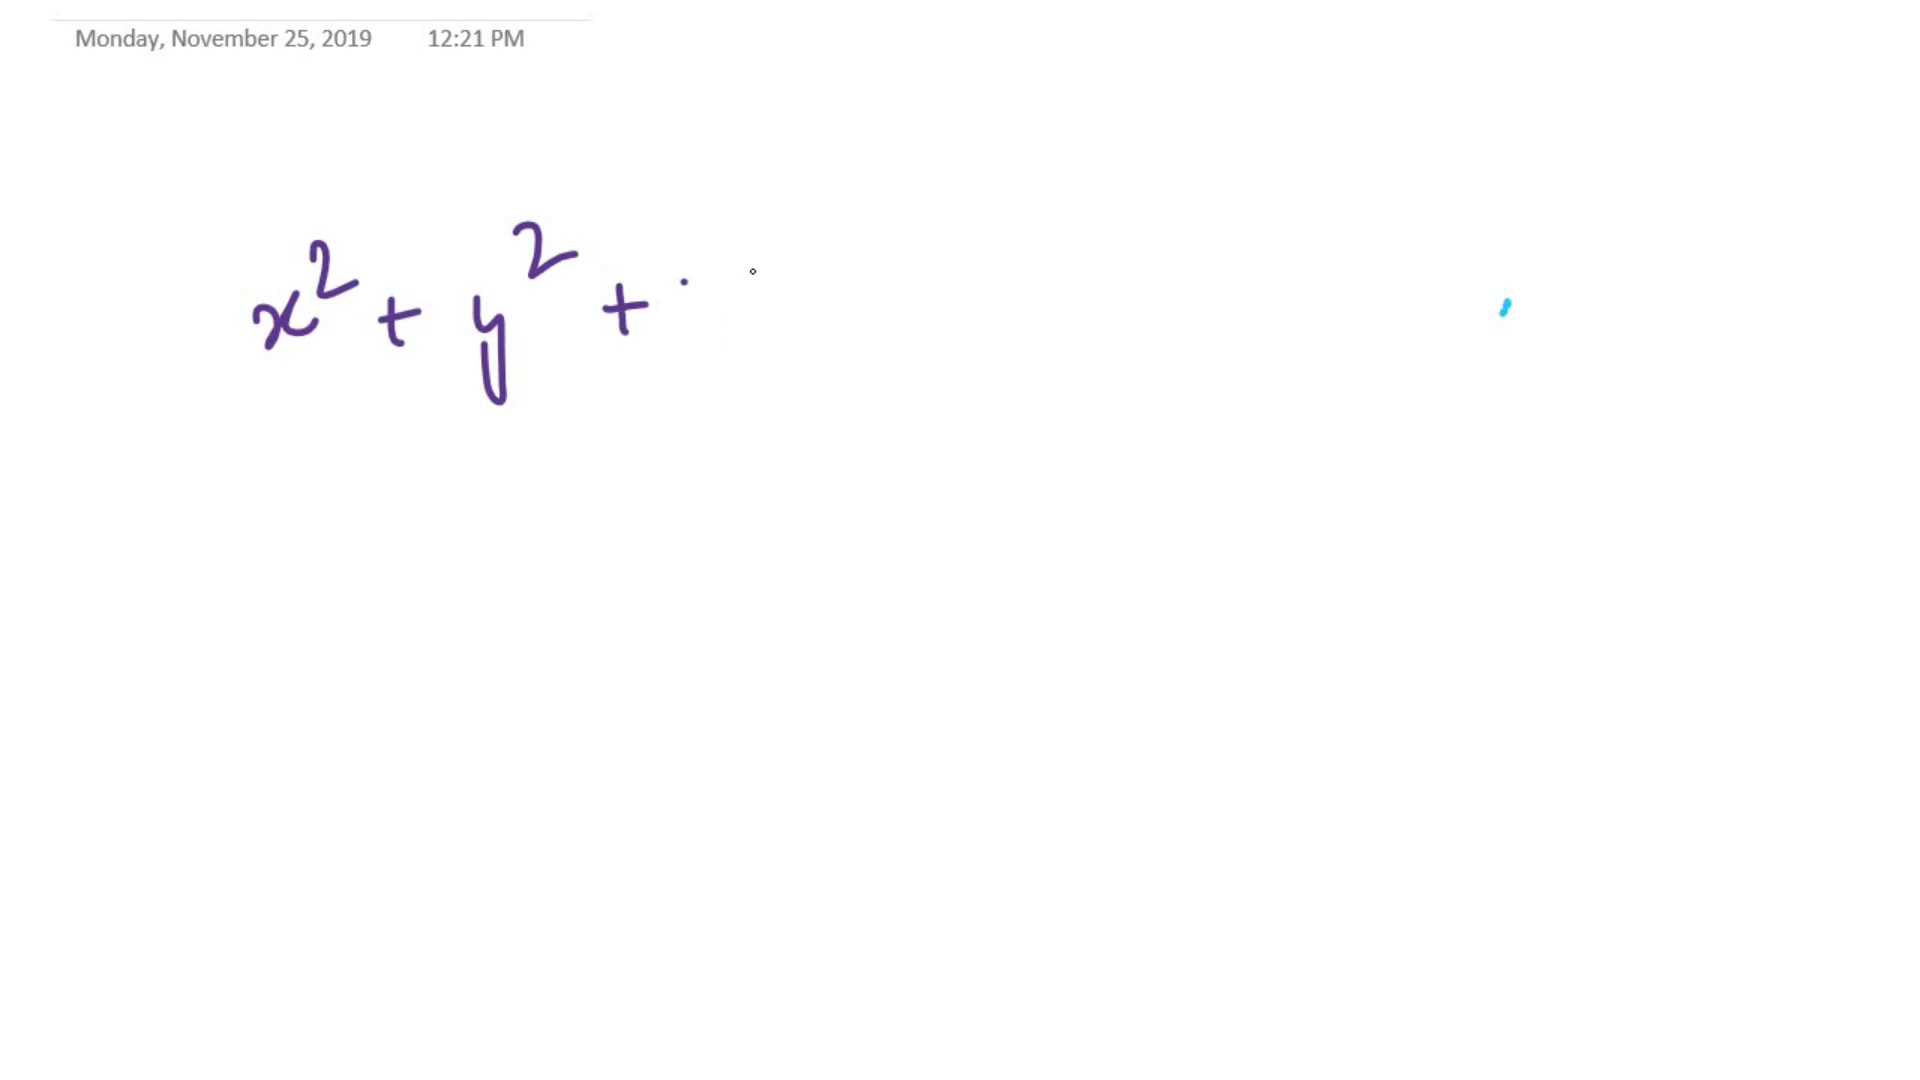 Monday, November 25, 2019 12:21 PM
x² + y² +